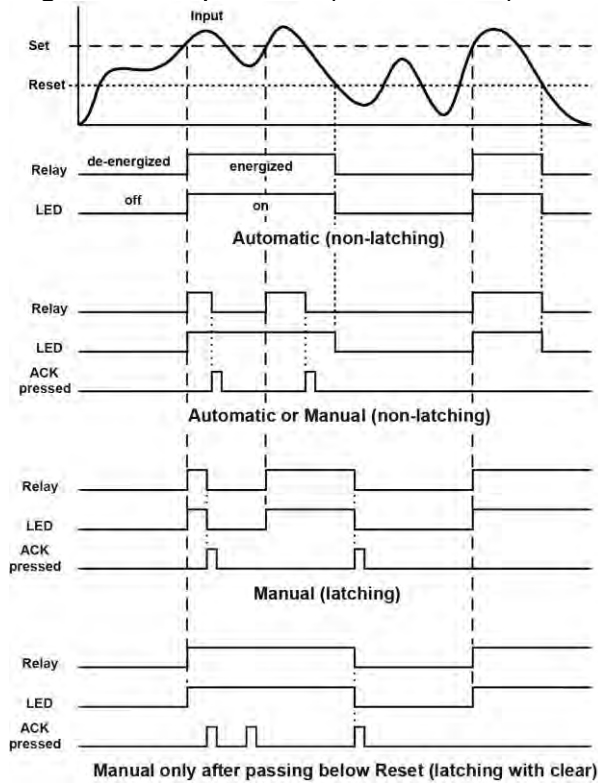 Input
Set
Reset
Relay de-energized energized
LED off on
Automatic (non-latching)
Relay
LED
ACK
pressed
Automatic or Manual (non-latching)
Relay
LED
ACK
pressed
Manual (latching)
Relay
LED
ACK
pressed
Manual only after passing below Reset (latching with clear)